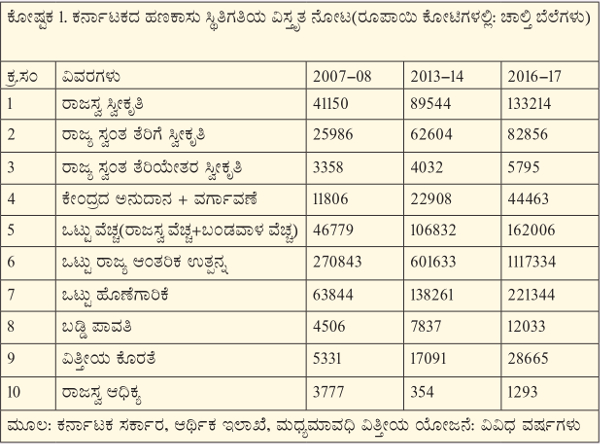 ಕೋಷ್ಟಕ 1. ಕರ್ನಾಟಕದ ಹಣಕಾಸು ಸ್ಥಿತಿಗತಿಯ ವಿಸ್ತೃತ ನೋಟ(ರೂಪಾಯಿ ಕೋಟಿಗಳಲ್ಲಿ: ಚಾಲ್ತಿ ಬೆಲೆಗಳು)
ಕ್ರ.ಸಂ ವಿವರಗಳು 2007–08 2013–14 2016–17
1 ರಾಜಸ್ವ ಸ್ವೀಕೃತಿ 41150 89544 133214
2 ರಾಜ್ಯ ಸ್ವಂತ ತೆರಿಗೆ ಸ್ವೀಕೃತಿ 25986 62604 82856
3 ರಾಜ್ಯ ಸ್ವಂತ ತೆರಿಯೇತರ ಸ್ವೀಕೃತಿ 3358 4032 5795
4 ಕೇಂದ್ರದ ಅನುದಾನ + ವರ್ಗಾವಣೆ 11806 22908 44463
5 ಒಟ್ಟು ವೆಚ್ಚ(ರಾಜಸ್ವ ವೆಚ್ಚ+ಬಂಡವಾಳ ವೆಚ್ಚ) 46779 106832 162006
6 ಒಟ್ಟು ರಾಜ್ಯ ಆಂತರಿಕ ಉತ್ಪನ್ನ 270843 601633 1117334
7 ಒಟ್ಟು ಹೊಣೆಗಾರಿಕೆ 63844 138261 221344
8 ಬಡ್ಡಿ ಪಾವತಿ 4506 7837 12033
9 ವಿತ್ತೀಯ ಕೊರತೆ 5331 17091 28665
10 ರಾಜಸ್ವ ಆಧಿಕ್ಯ 3777 354 1293
ಮೂಲ: ಕರ್ನಾಟಕ ಸರ್ಕಾರ, ಆರ್ಥಿಕ ಇಲಾಖೆ, ಮಧ್ಯಮಾವಧಿ ವಿತ್ತೀಯ ಯೋಜನೆ: ವಿವಿಧ ವರ್ಷಗಳು